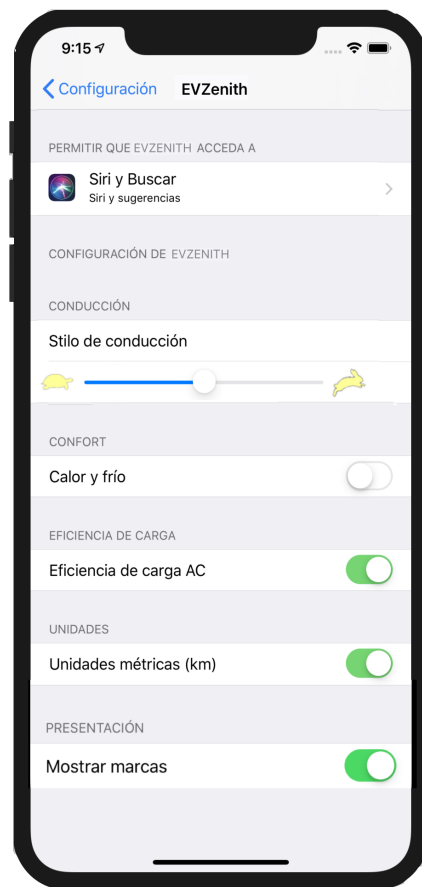 9:15
Configuración EVZenith
PERMITIR QUE EVZENITH ACCEDA A
Siri y Buscar
Siri y sugerencias
CONFIGURACIÓN DE EVZENITH
CONDUCCIÓN
Stilo de conducción
CONFORT
Calor y frío
EFICIENCIA DE CARGA
Eficiencia de carga AC
UNIDADES
Unidades métricas (km)
PRESENTACIÓN
Mostrar marcas